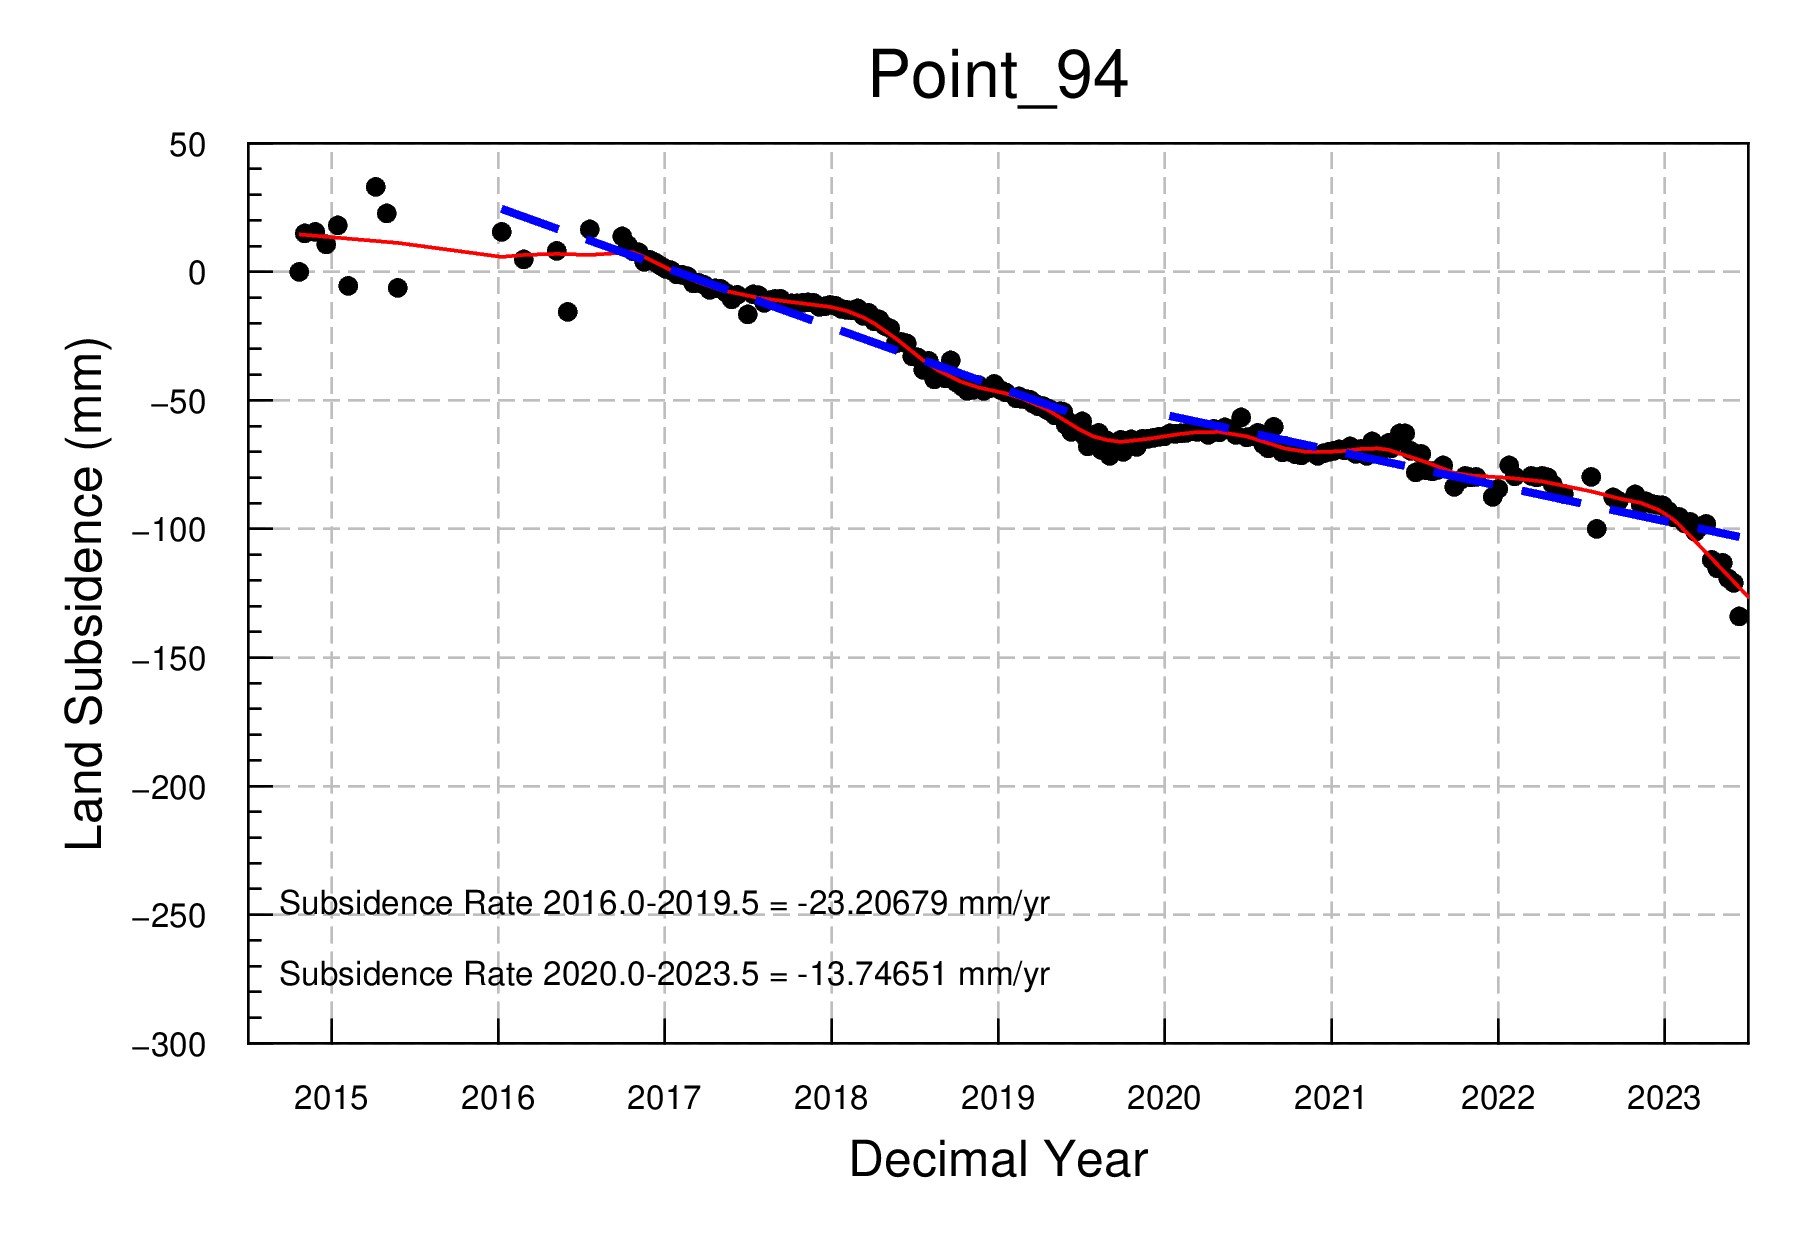 Point_94
50
0
−50
−100
−150
−200
−250
−300
Land Subsidence (mm)
Subsidence Rate 2016.0-2019.5 = -23.20679 mm/yr
Subsidence Rate 2020.0-2023.5 = -13.74651 mm/yr
2015 2016 2017 2018 2019 2020 2021 2022 2023
Decimal Year